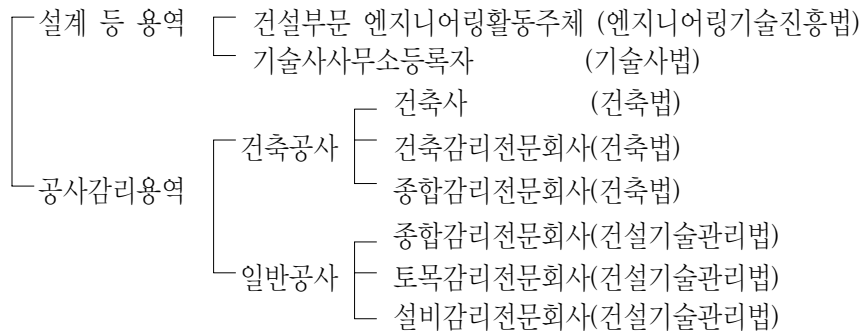 설계 등 용역 건설부문 엔지니어링활동주체 (엔지니어링기술진흥법)
기술사사무소등록자 (기술사법)
건축사 (건축법)
건축공사 건축감리전문회사(건축법)
공사감리용역 종합감리전문회사(건축법)
종합감리전문회사(건설기술관리법)
일반공사 토목감리전문회사(건설기술관리법)
설비감리전문회사(건설기술관리법)